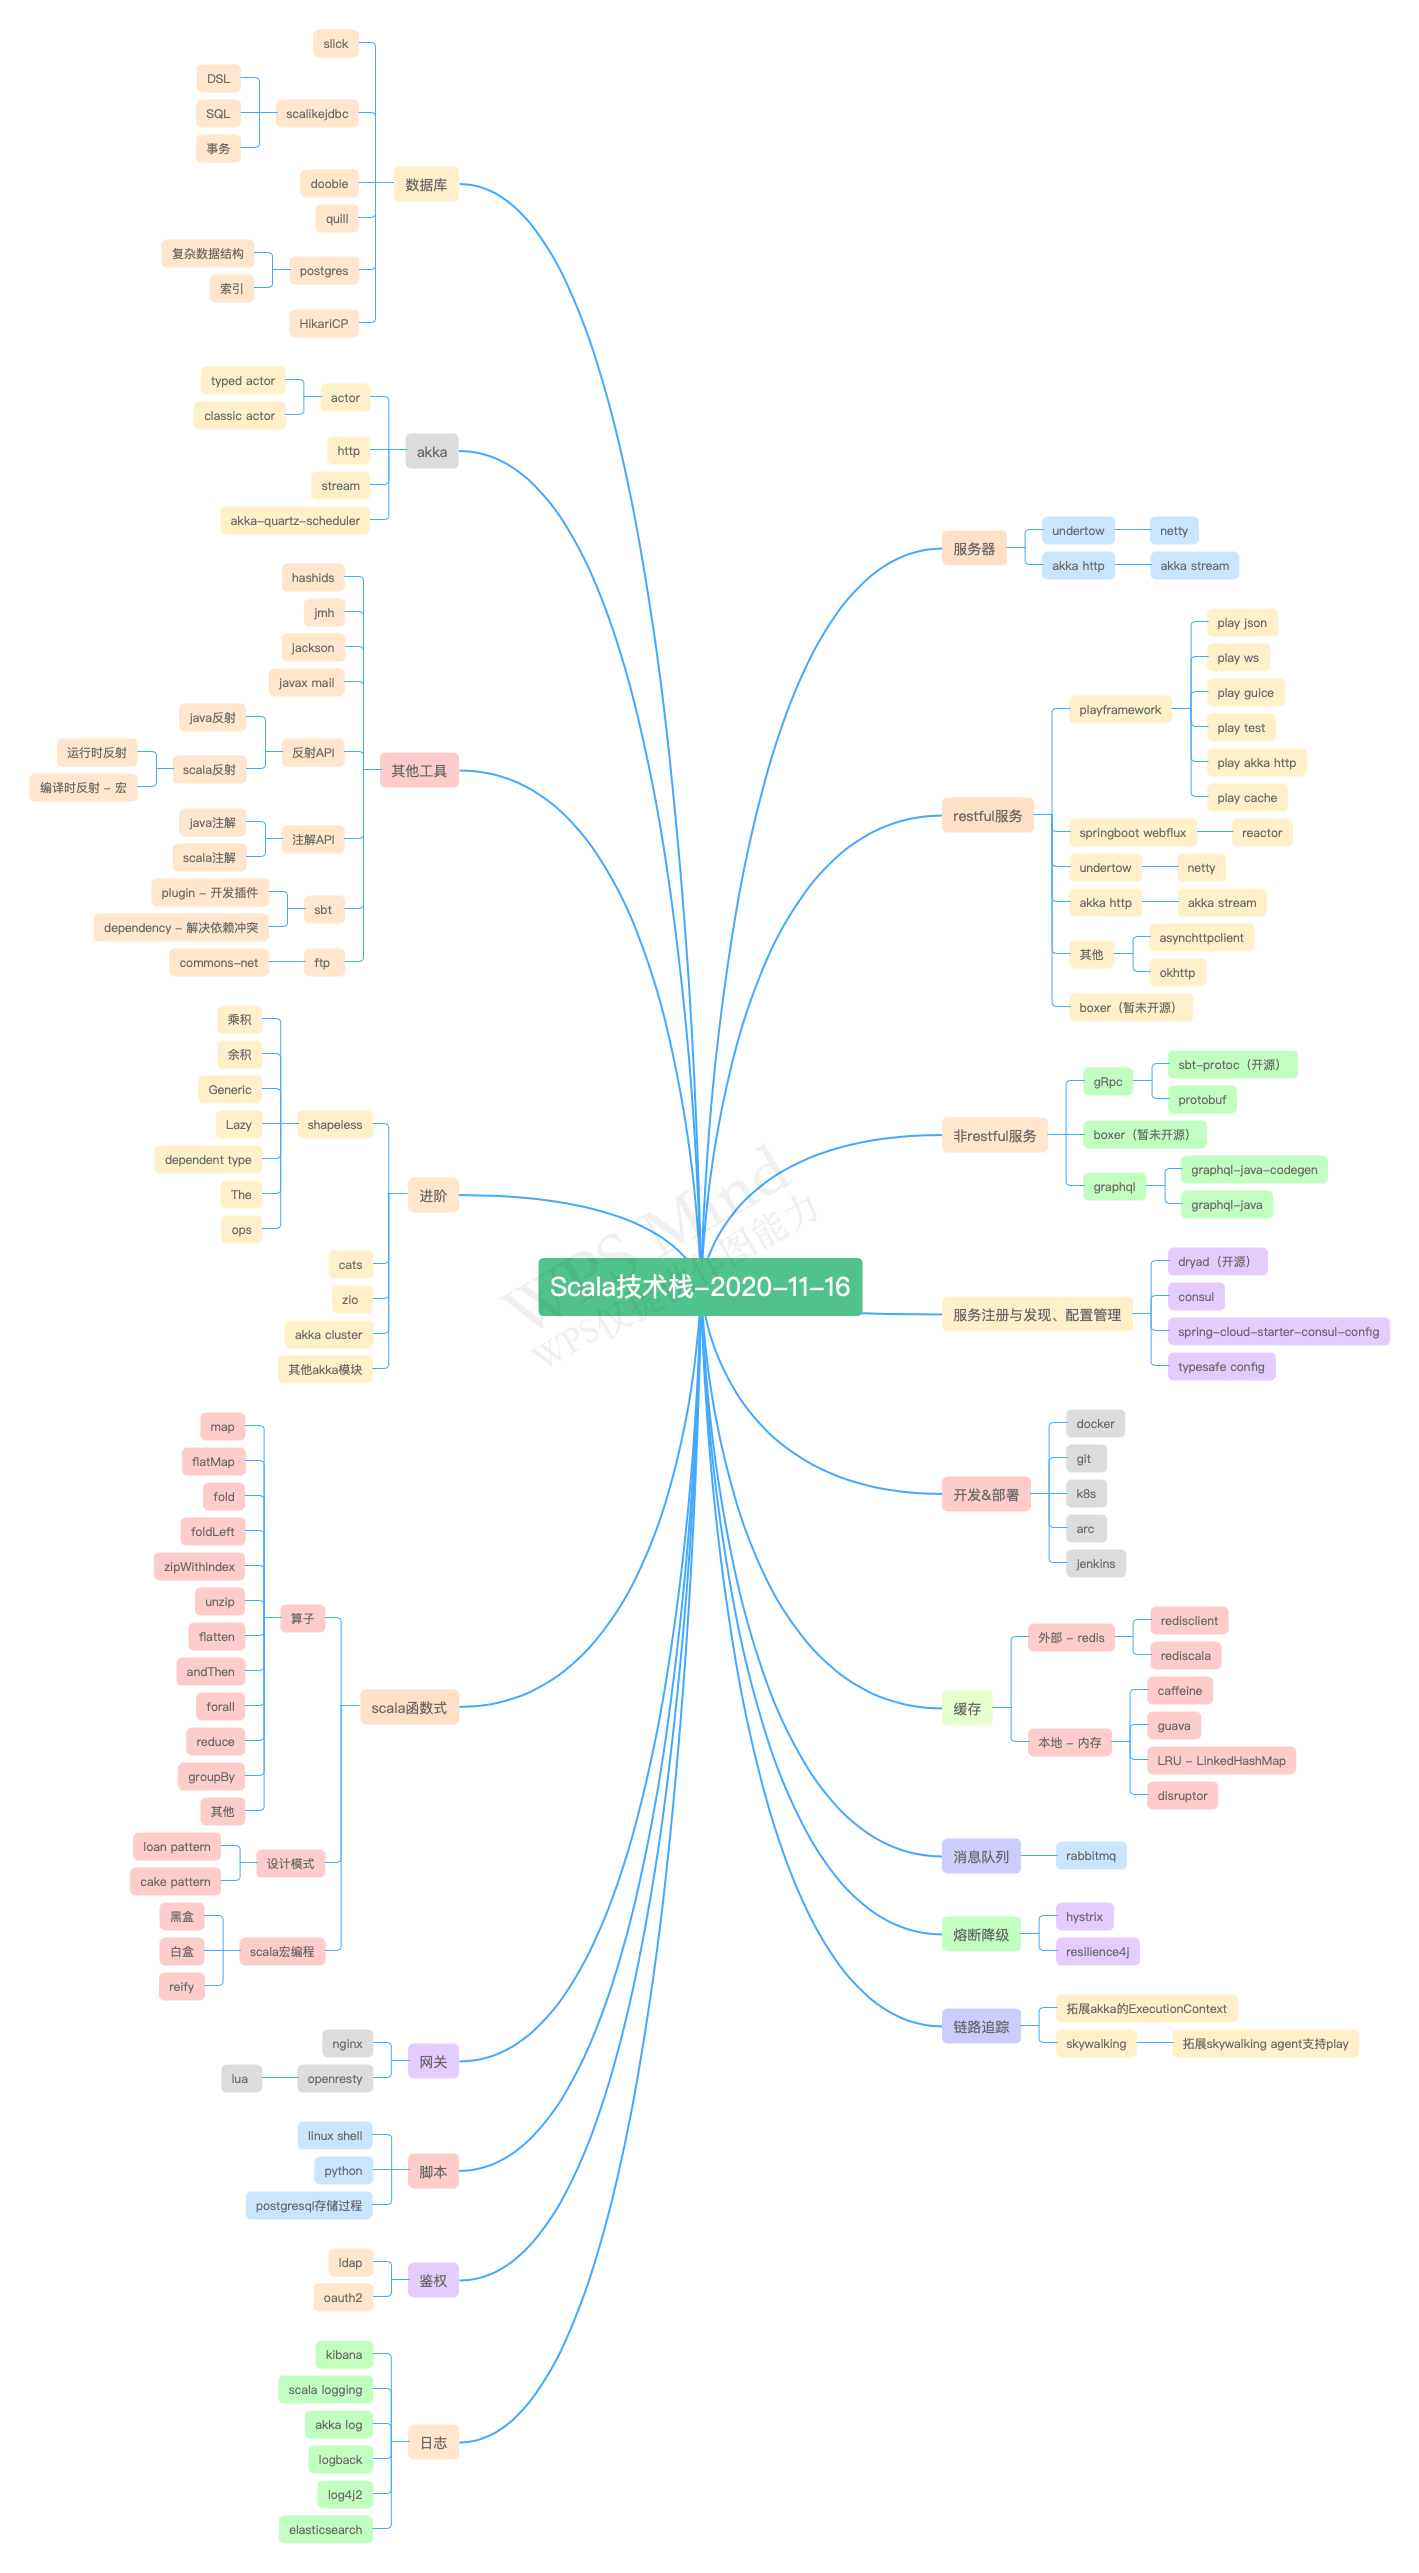 Scala技术栈-2020-11-16
WPS Mind
数据库
slick
scalikejdbc
DSL
SQL
事务
doobie
quill
postgres
复杂数据结构
索引
HikariCP
akka
actor
typed actor
classic actor
http
stream
akka-quartz-scheduler
其他工具
hashids
jmh
jackson
javax mail
反射API
java反射
scala反射
运行时反射
编译时反射 - 宏
注解API
java注解
scala注解
sbt
plugin - 开发插件
dependency - 解决依赖冲突
ftp
commons-net
进阶
shapeless
乘积
余积
Generic
Lazy
dependent type
The
ops
cats
zio
akka cluster
其他akka模块
scala函数式
算子
map
flatMap
fold
foldLeft
zipWithIndex
unzip
flatten
andThen
forall
reduce
groupBy
其他
设计模式
loan pattern
cake pattern
scala宏编程
黑盒
白盒
reify
网关
nginx
openresty
lua
脚本
linux shell
python
postgresql存储过程
鉴权
ldap
oauth2
日志
kibana
scala logging
akka log
logback
log4j2
elasticsearch
服务器
undertow
netty
akka http
akka stream
restful服务
playframework
play json
play ws
play guice
play test
play akka http
play cache
springboot webflux
reactor
undertow
netty
akka http
akka stream
其他
asynchttpclient
okhttp
boxer（暂未开源）
非restful服务
gRpc
sbt-protoc（开源）
protobuf
boxer（暂未开源）
graphql
graphql-java-codegen
graphql-java
服务注册与发现、配置管理
dryad（开源）
consul
spring-cloud-starter-consul-config
typesafe config
开发&部署
docker
git
k8s
arc
jenkins
缓存
外部 - redis
redisclient
rediscala
本地 - 内存
caffeine
guava
LRU - LinkedHashMap
disruptor
消息队列
rabbitmq
熔断降级
hystrix
resilience4j
链路追踪
拓展akka的ExecutionContext
skywalking
拓展skywalking agent支持play